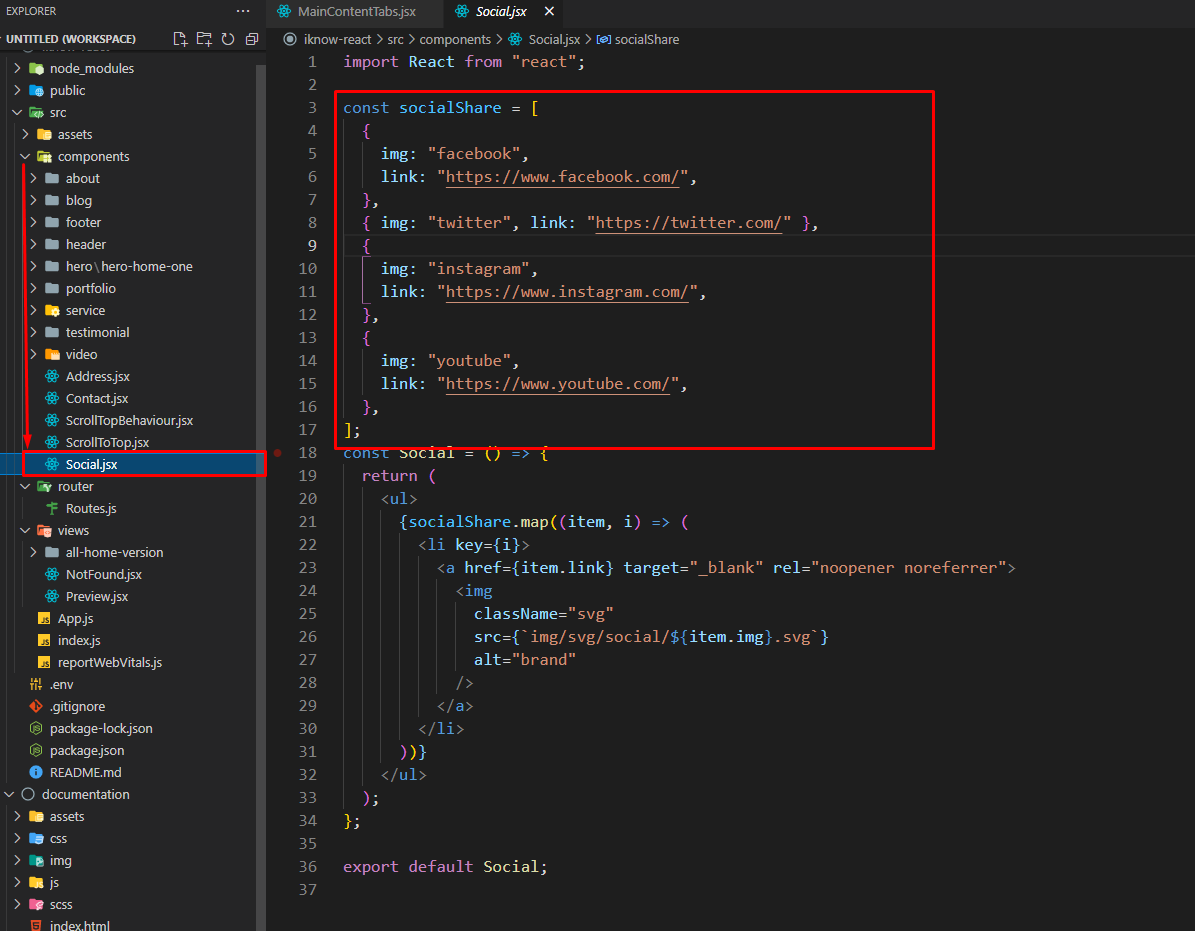 EXPLORER
UNTITLED (WORKSPACE)
node_modules
public
src
assets
components
about
blog
footer
header
hero\hero-home-one
portfolio
service
testimonial
video
Address.jsx
Contact.jsx
ScrollTopBehaviour.jsx
ScrollToTop.jsx
Social.jsx
router
Routes.js
views
all-home-version
NotFound.jsx
Preview.jsx
App.js
index.js
reportWebVitals.js
.env
.gitignore
package-lock.json
package.json
README.md
documentation
assets
css
img
js
scss
index.html
MainContentTabs.jsx
Social.jsx
iknow-react > src > components > Social.jsx > socialShare
1 import React from "react";
2
3 const socialShare = [
4 {
5 img: "facebook",
6 link: "https://www.facebook.com/",
7 },
8 { img: "twitter", link: "https://twitter.com/" },
9 {
10 img: "instagram",
11 link: "https://www.instagram.com/",
12 },
13 {
14 img: "youtube",
15 link: "https://www.youtube.com/",
16 },
17 ];
18 const Social = () => {
19 return (
20 <ul>
21 {socialShare.map((item, i) => (
22 <li key={i}>
23 <a href={item.link} target="_blank" rel="noopener noreferrer">
24 <img
25 className="svg"
26 src={`img/svg/social/${item.img}.svg`}
27 alt="brand"
28 />
29 </a>
30 </li>
31 ))}
32 </ul>
33 );
34 };
35
36 export default Social;
37